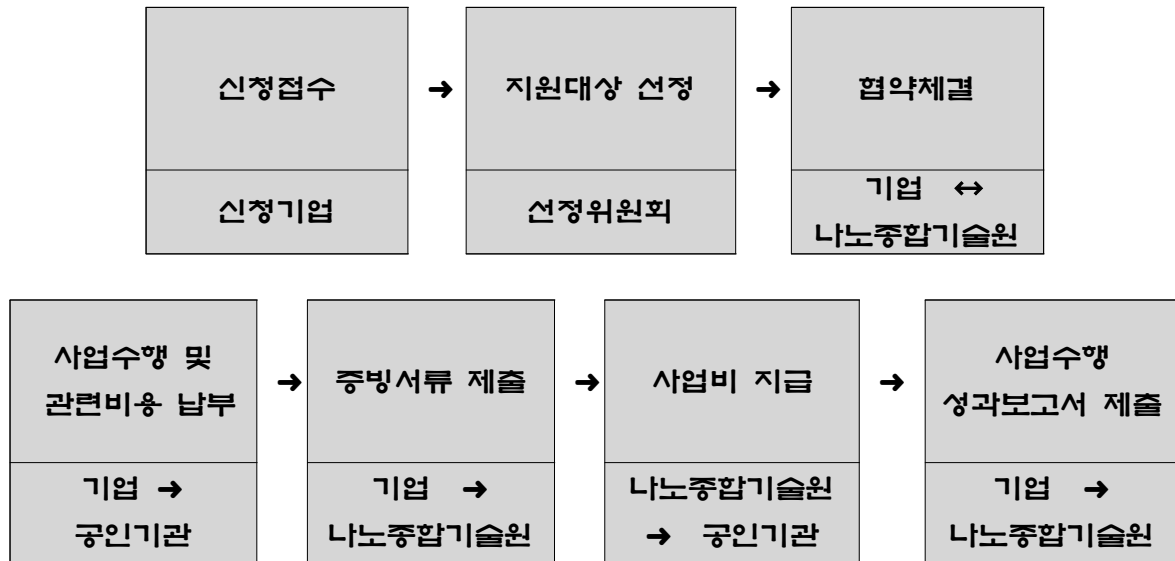 신청접수 → 지원대상 선정 → 협약체결
신청기업 선정위원회 기업 ↔
나노종합기술원
사업수행 및
관련비용 납부 → 증빙서류 제출 → 사업비 지급 → 사업수행
성과보고서 제출
기업 →
공인기관
기업 →
나노종합기술원
나노종합기술원
→ 공인기관
기업 →
나노종합기술원